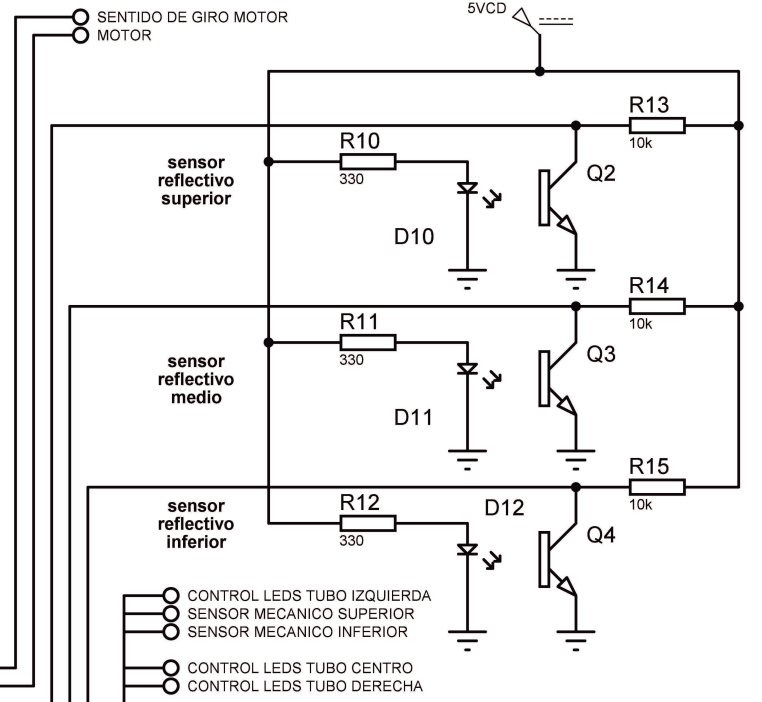 SENTIDO DE GIRO MOTOR
MOTOR
5VCD
R13
10k
R10
330
sensor
reflectivo
superior
Q2
D10
R14
10k
R11
330
sensor
reflectivo
medio
Q3
D11
R15
10k
R12
330
D12
sensor
reflectivo
inferior
Q4
CONTROL LEDS TUBO IZQUIERDA
SENSOR MECANICO SUPERIOR
SENSOR MECANICO INFERIOR
CONTROL LEDS TUBO CENTRO
CONTROL LEDS TUBO DERECHA